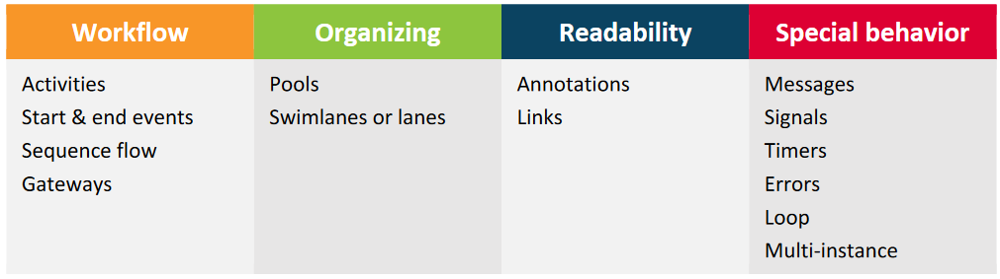 Workflow
Organizing
Readability
Special behavior
Activities
Start & end events
Sequence flow
Gateways
Pools
Swimlanes or lanes
Annotations
Links
Messages
Signals
Timers
Errors
Loop
Multi-instance